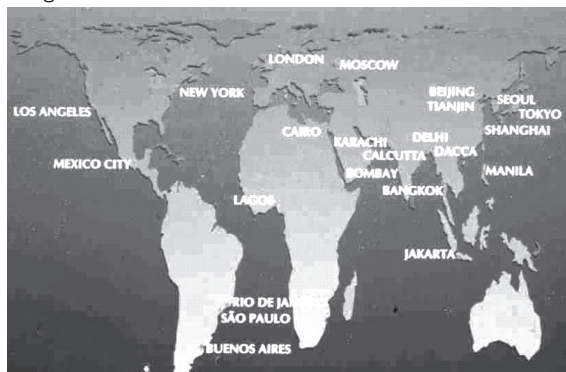 LONDON
MOSCOW
NEW YORK
BEIJING
TIANJIN
SEOUL
TOKYO
LOS ANGELES
SHANGHAI
CAIRO
KARACHI
DELHI
CALCUTTA
DACCA
MEXICO CITY
BOMBAY
MANILA
BANGKOK
LAGOS
JAKARTA
RIO DE
SÃO PAULO
BUENOS AIRES